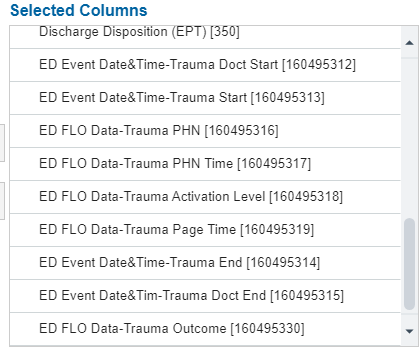 Selected Columns
Discharge Disposition (EPT) [350]
ED Event Date&Time-Trauma Doct Start [160495312]
ED Event Date&Time-Trauma Start [160495313]
ED FLO Data-Trauma PHN [160495316]
ED FLO Data-Trauma PHN Time [160495317]
ED FLO Data-Trauma Activation Level [160495318]
ED FLO Data-Trauma Page Time [160495319]
ED Event Date&Time-Trauma End [160495314]
ED Event Date&Tim-Trauma Doct End [160495315]
ED FLO Data-Trauma Outcome [160495330]